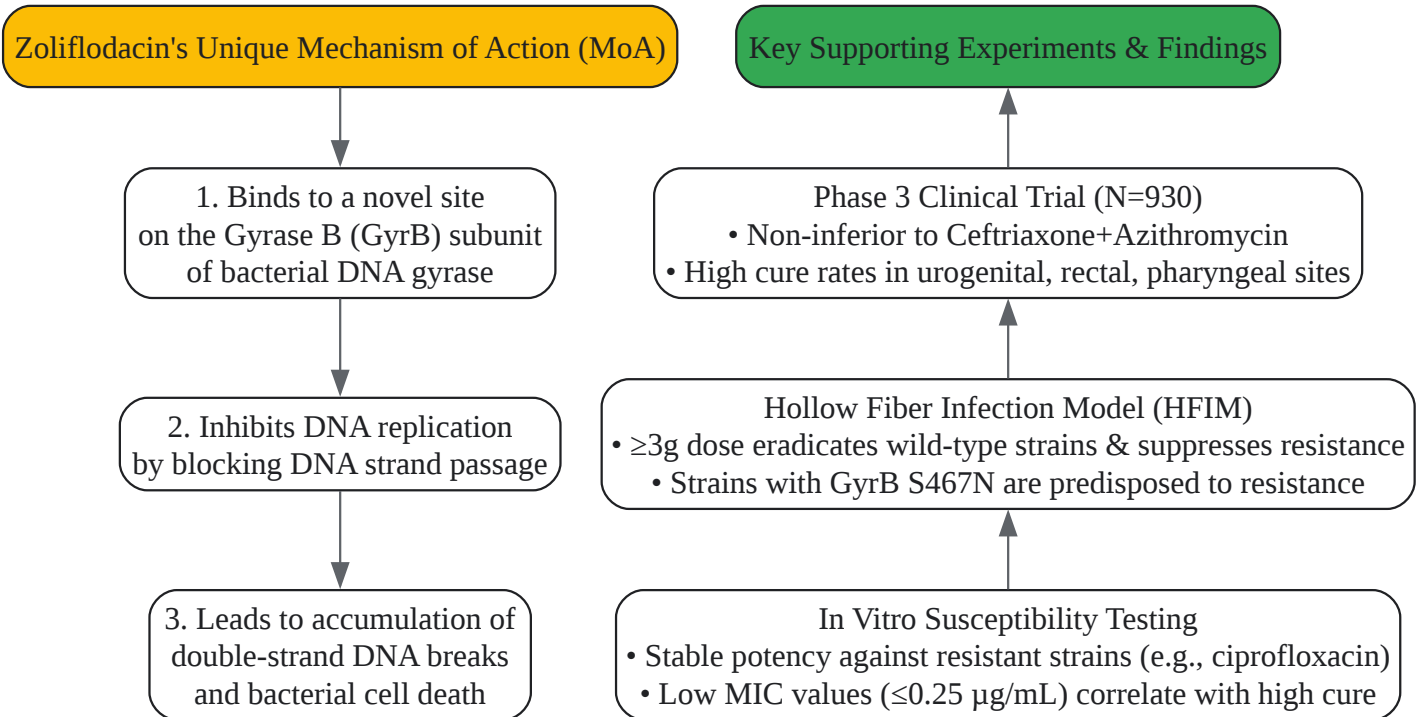 Zoliflodacin's Unique Mechanism of Action (MoA)
1. Binds to a novel site
on the Gyrase B (GyrB) subunit
of bacterial DNA gyrase
2. Inhibits DNA replication
by blocking DNA strand passage
3. Leads to accumulation of
double-strand DNA breaks
and bacterial cell death
Key Supporting Experiments & Findings
Phase 3 Clinical Trial (N=930)
• Non-inferior to Ceftriaxone+Azithromycin
• High cure rates in urogenital, rectal, pharyngeal sites
Hollow Fiber Infection Model (HFIM)
• ≥3g dose eradicates wild-type strains & suppresses resistance
• Strains with GyrB S467N are predisposed to resistance
In Vitro Susceptibility Testing
• Stable potency against resistant strains (e.g., ciprofloxacin)
• Low MIC values (≤0.25 µg/mL) correlate with high cure